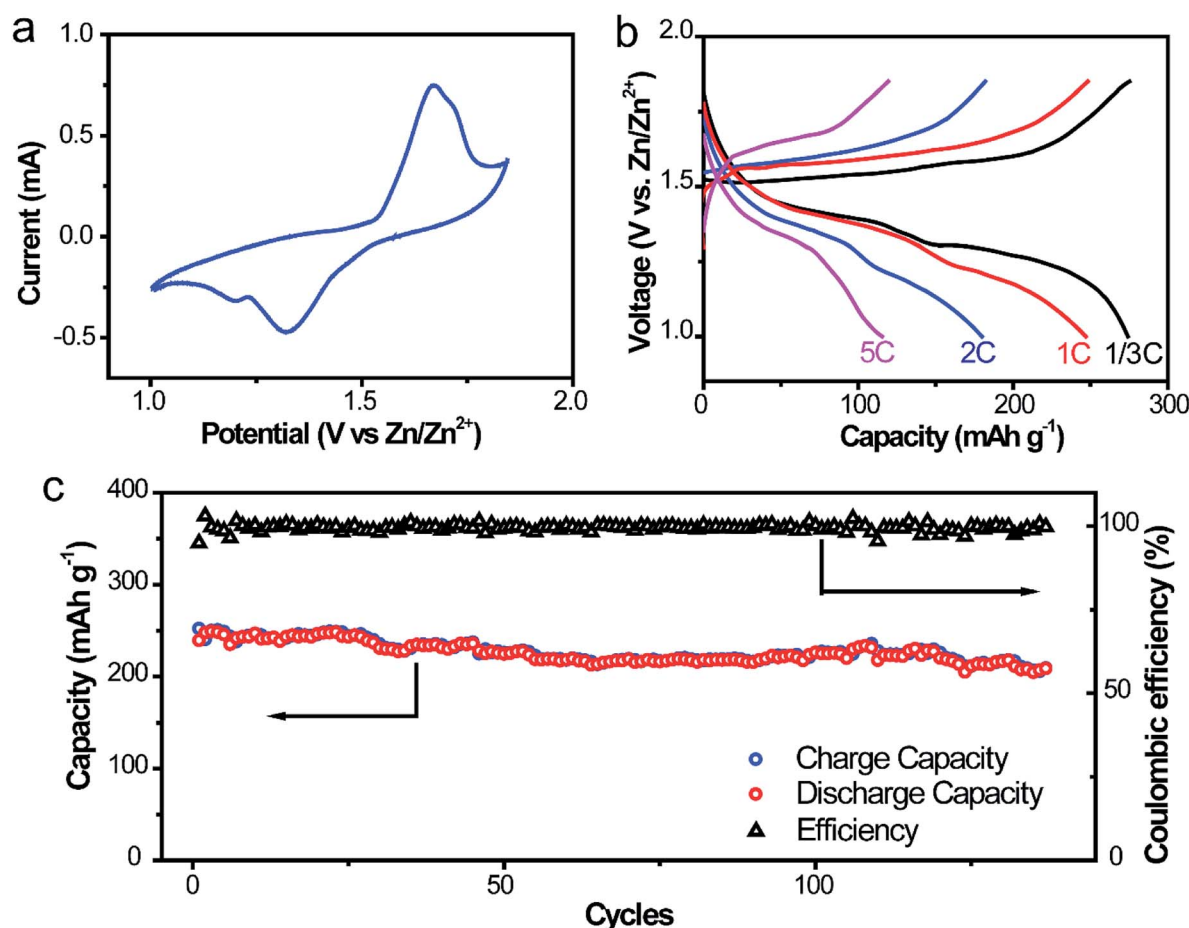 a
1.0
0.5
0.0
-0.5
Current (mA)
1.0
1.5
2.0
Potential (V vs Zn/Zn²⁺)
b
2.0
1.5
1.0
Voltage (V vs. Zn/Zn²⁺)
5C
2C
1C
1/3C
0
100
200
300
Capacity (mAh g⁻¹)
c
400
300
200
100
0
Capacity (mAh g⁻¹)
100
50
0
Coulombic efficiency (%)
Charge Capacity
Discharge Capacity
Efficiency
0
50
100
Cycles